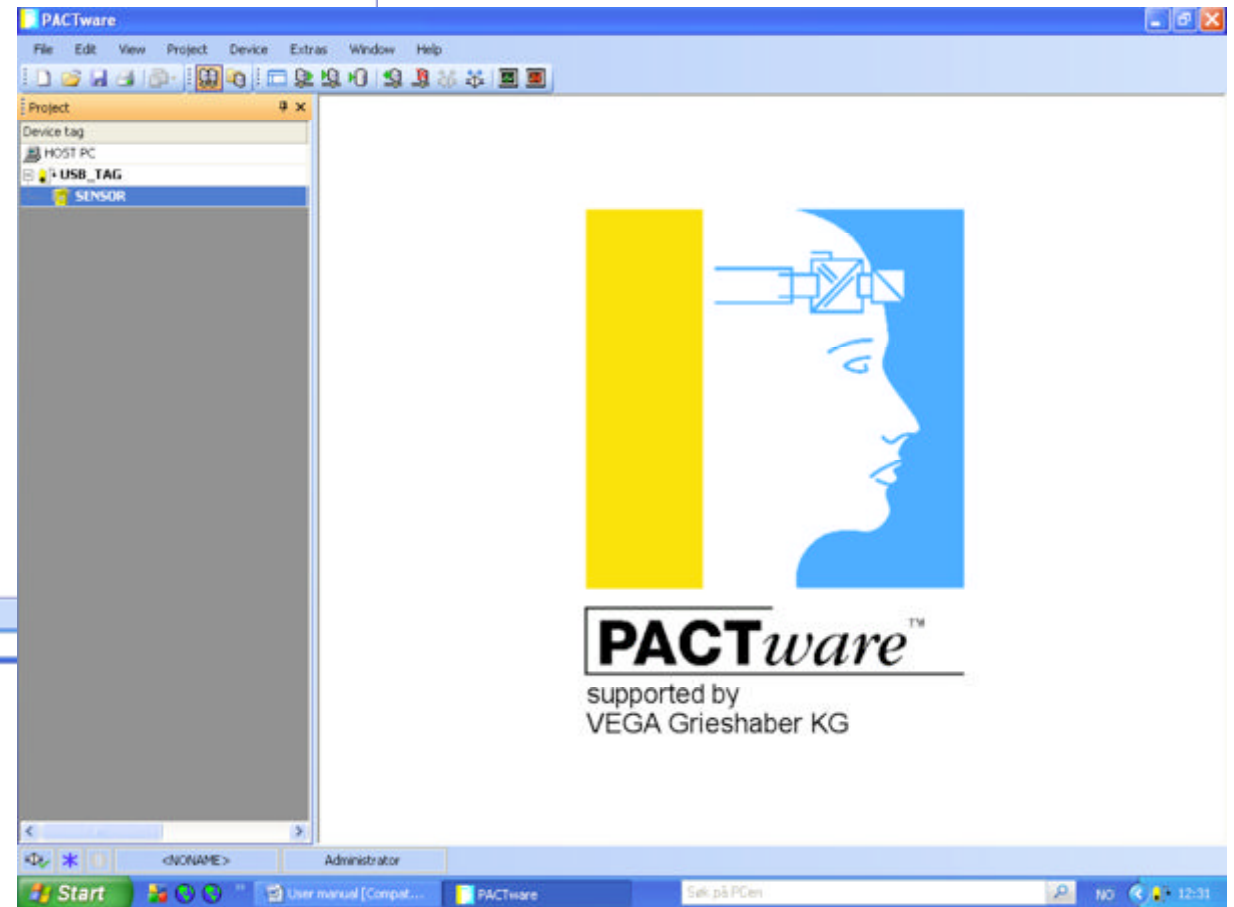 PACTware
File Edit View Project Device Extras Window Help
Project
Device tag
HOST PC
USB_TAG
SENSOR
PACTware™
supported by
VEGA Grieshaber KG
<NONAME> Administrator
Start User manual [Compat... PACTware Søk på PCen NO 12:31